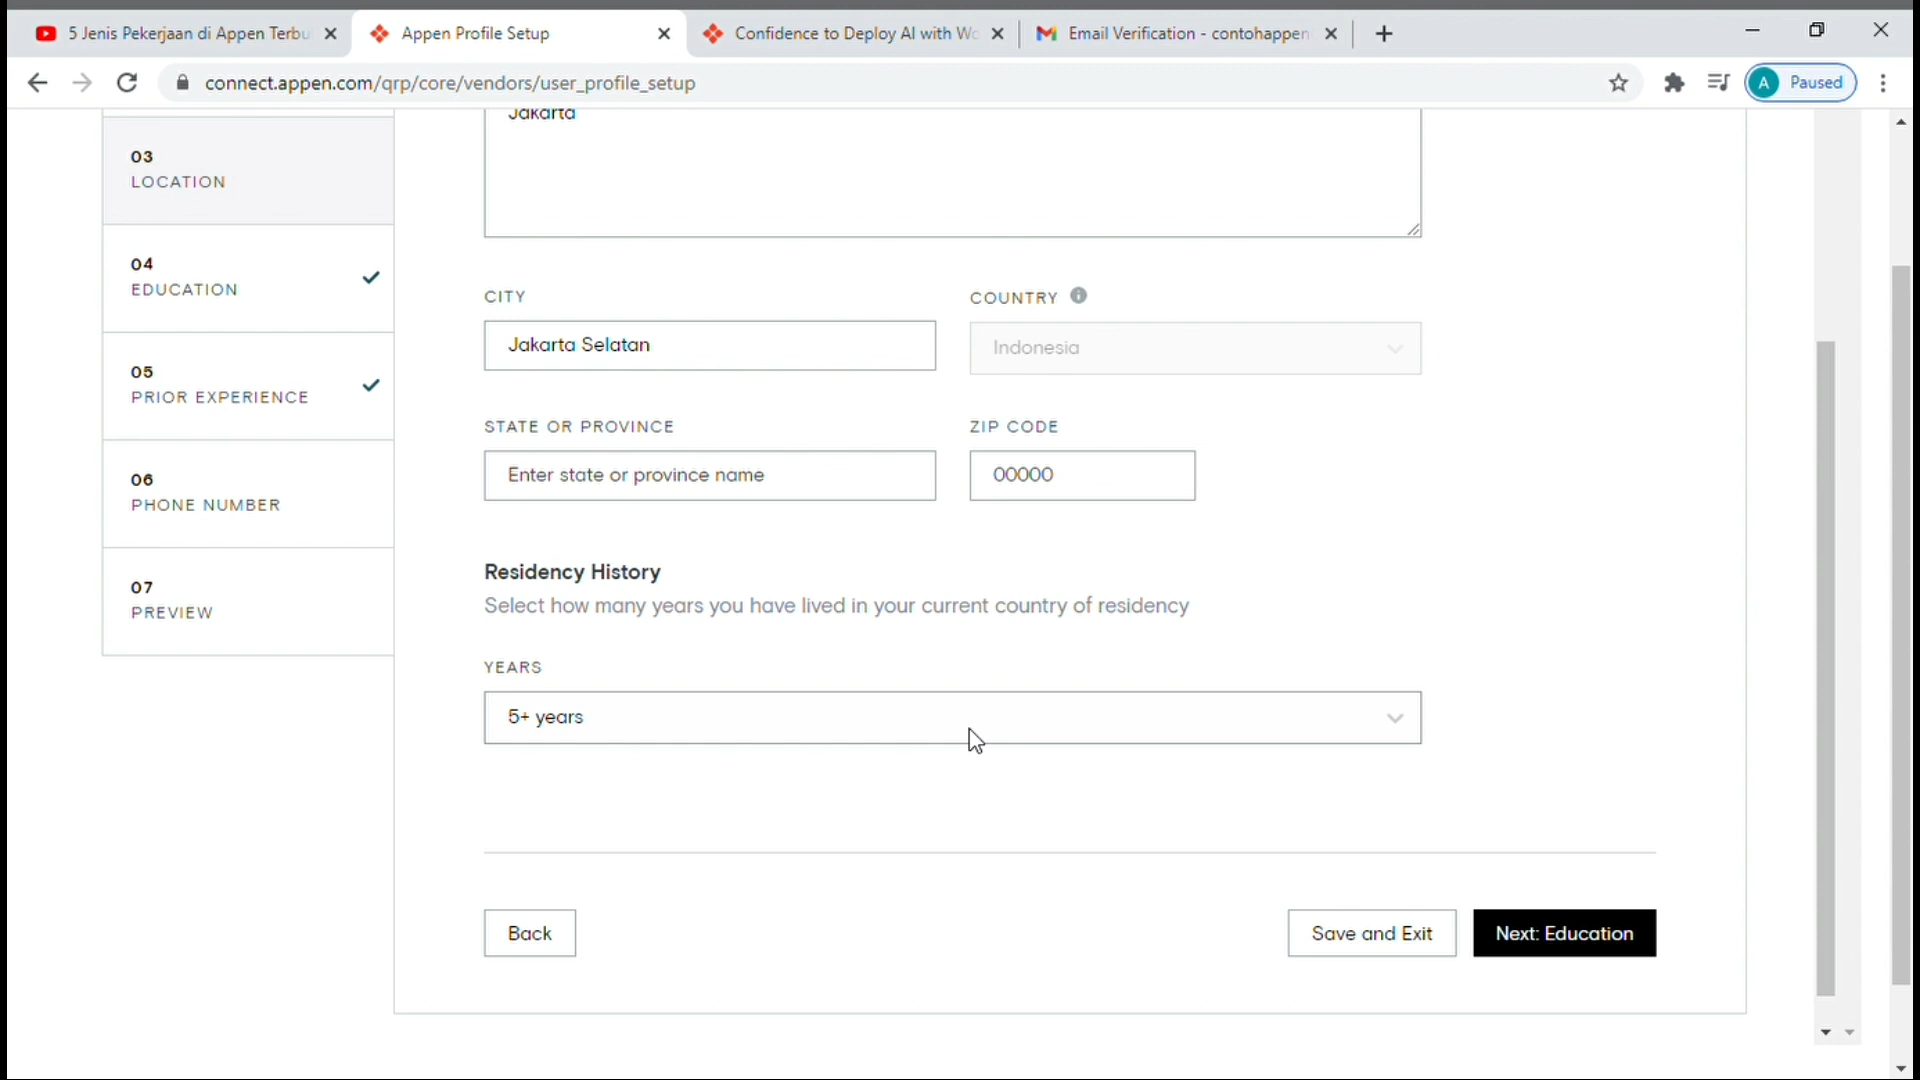 5 Jenis Pekerjaan di Appen Terbu
Appen Profile Setup
Confidence to Deploy AI with Wo
Email Verification - contohappen
connect.appen.com/qrp/core/vendors/user_profile_setup
A
Paused
Jakarta
03
LOCATION
04
EDUCATION
05
PRIOR EXPERIENCE
06
PHONE NUMBER
07
PREVIEW
CITY
COUNTRY
Jakarta Selatan
Indonesia
STATE OR PROVINCE
ZIP CODE
Enter state or province name
00000
Residency History
Select how many years you have lived in your current country of residency
YEARS
5+ years
Back
Save and Exit
Next: Education